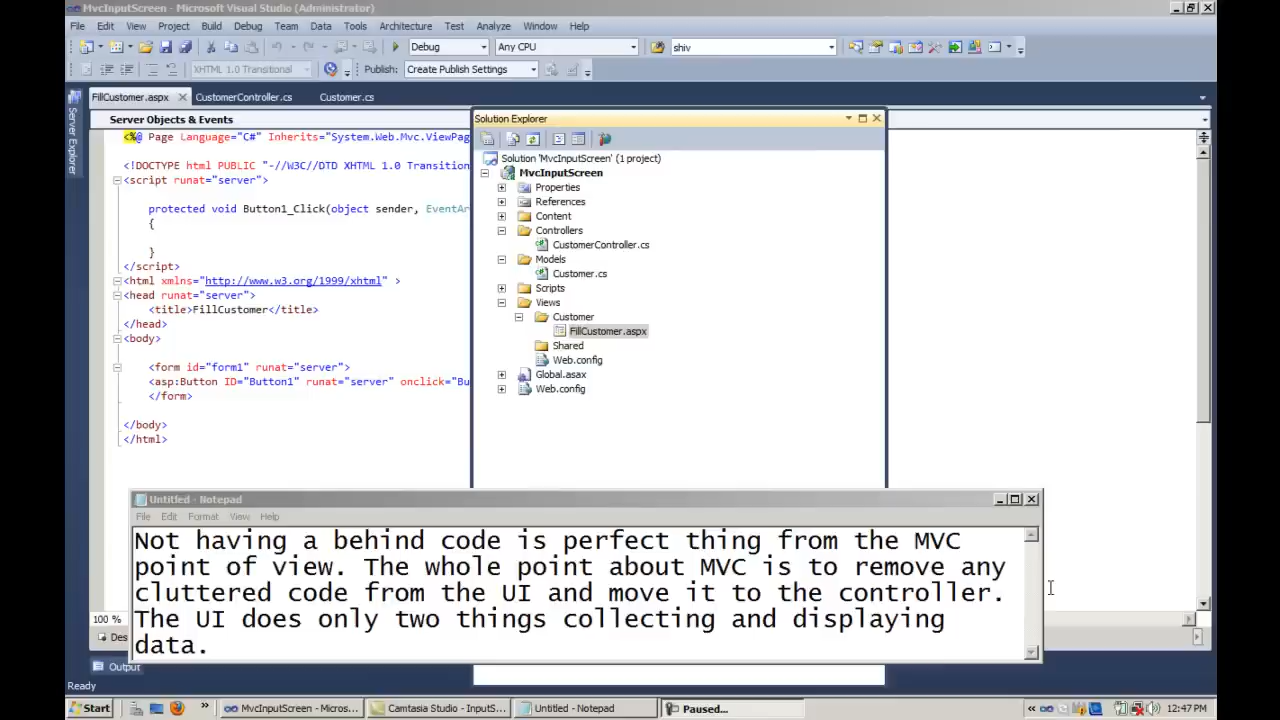 MvcInputScreen - Microsoft Visual Studio (Administrator)
File Edit View Project Build Debug Team Data Tools Architecture Test Analyze Window Help
Debug Any CPU shiv
XHTML 1.0 Transitional Publish: Create Publish Settings
FillCustomer.aspx CustomerController.cs Customer.cs
Server Explorer
Server Objects & Events
<%@ Page Language="C#" Inherits="System.Web.Mvc.ViewPag
<!DOCTYPE html PUBLIC "-//W3C//DTD XHTML 1.0 Transition
<script runat="server">
protected void Button1_Click(object sender, EventAr
{
}
</script>
<html xmlns="http://www.w3.org/1999/xhtml" >
<head runat="server">
<title>FillCustomer</title>
</head>
<body>
<form id="form1" runat="server">
<asp:Button ID="Button1" runat="server" onclick="Bu
</form>
</body>
</html>
100 %
Des
Output
Ready
Solution Explorer
Solution 'MvcInputScreen' (1 project)
MvcInputScreen
Properties
References
Content
Controllers
CustomerController.cs
Models
Customer.cs
Scripts
Views
Customer
FillCustomer.aspx
Shared
Web.config
Global.asax
Web.config
Untitled - Notepad
File Edit Format View Help
Not having a behind code is perfect thing from the MVC
point of view. The whole point about MVC is to remove any
cluttered code from the UI and move it to the controller.
The UI does only two things collecting and displaying
data.
Start MvcInputScreen - Micros... Camtasia Studio - InputS... Untitled - Notepad Paused... 12:47 PM